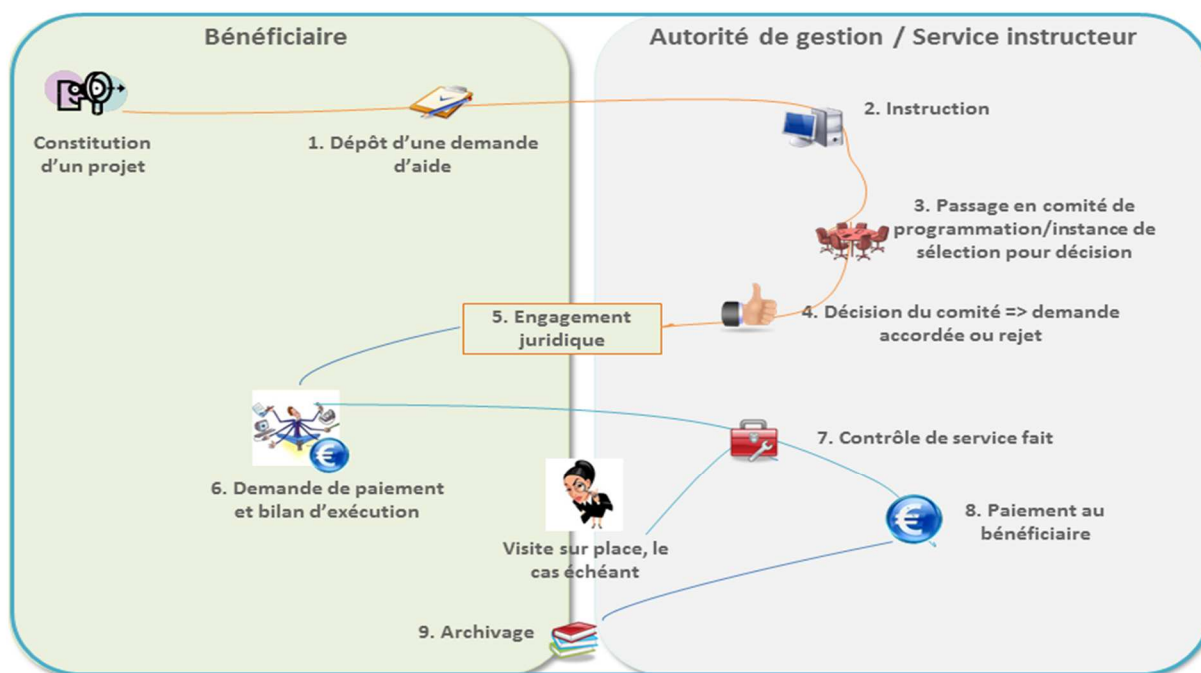 Bénéficiaire
Autorité de gestion / Service instructeur
Constitution
d’un projet
1. Dépôt d’une demande
d’aide
2. Instruction
3. Passage en comité de
programmation/instance de
sélection pour décision
4. Décision du comité => demande
accordée ou rejet
5. Engagement
juridique
6. Demande de paiement
et bilan d’exécution
7. Contrôle de service fait
Visite sur place, le
cas échéant
8. Paiement au
bénéficiaire
9. Archivage